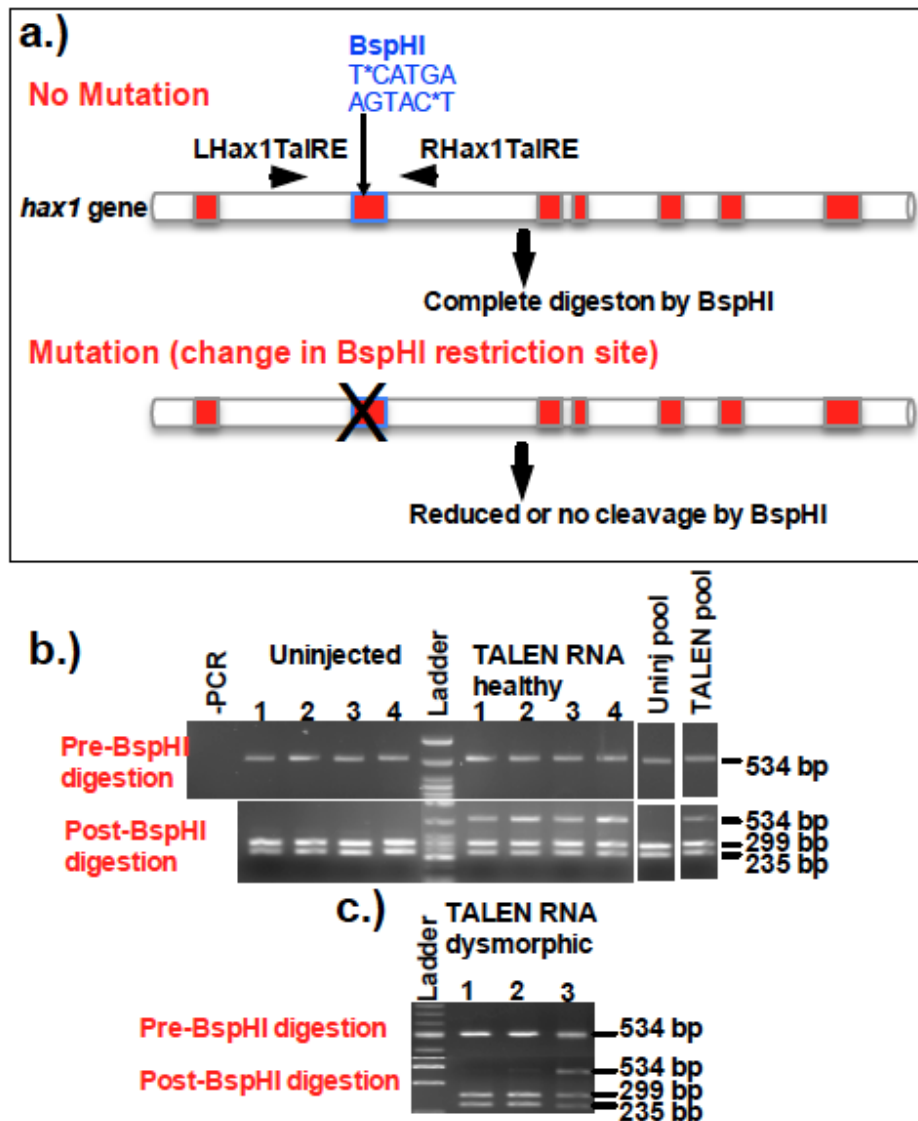 a.)
BspHI
T*CATGA
AGTAC*T
No Mutation
LHax1TalRE
RHax1TalRE
hax1 gene
Complete digeston by BspHI
Mutation (change in BspHI restriction site)
X
Reduced or no cleavage by BspHI
b.)
-PCR
Uninjected
Ladder
TALEN RNA
healthy
Uninj pool
TALEN pool
1 2 3 4
1 2 3 4
Pre-BspHI
digestion
534 bp
Post-BspHI
digestion
534 bp
299 bp
235 bp
c.)
Ladder
TALEN RNA
dysmorphic
1 2 3
Pre-BspHI digestion
534 bp
Post-BspHI digestion
534 bp
299 bp
235 bp